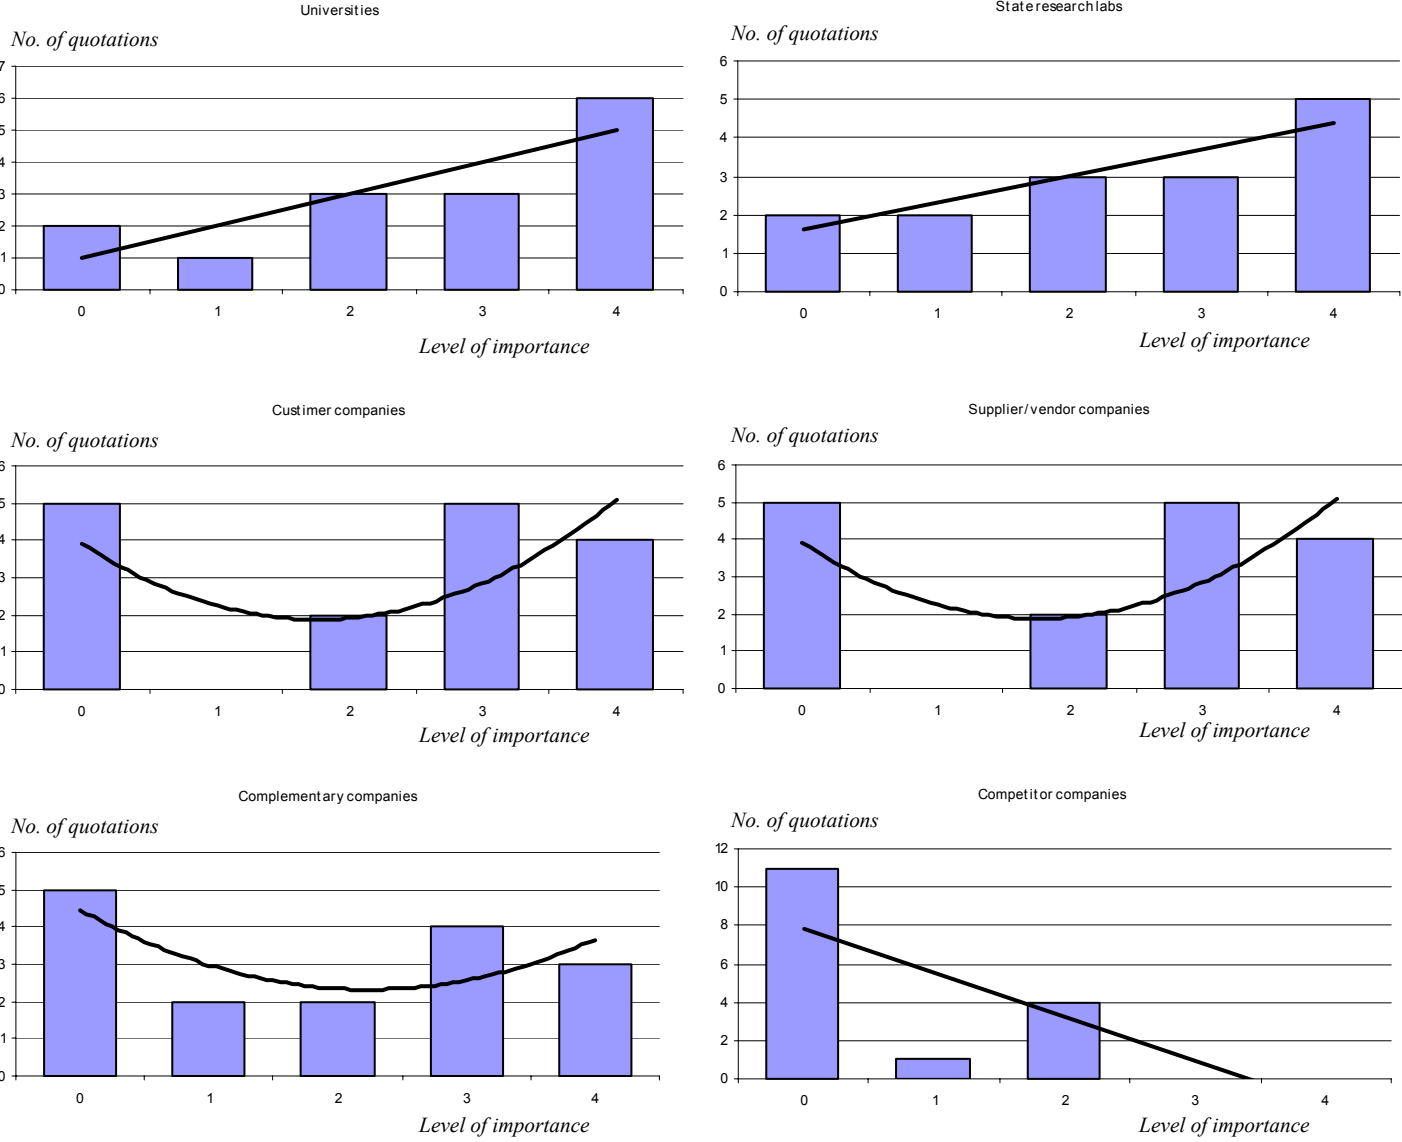 Universities
No. of quotations
7
6
5
4
3
2
1
0
0 1 2 3 4
Level of importance
State research labs
No. of quotations
6
5
4
3
2
1
0
0 1 2 3 4
Level of importance
Custimer companies
No. of quotations
6
5
4
3
2
1
0
0 1 2 3 4
Level of importance
Supplier/vendor companies
No. of quotations
6
5
4
3
2
1
0
0 1 2 3 4
Level of importance
Complementary companies
No. of quotations
6
5
4
3
2
1
0
0 1 2 3 4
Level of importance
Competitor companies
No. of quotations
12
10
8
6
4
2
0
0 1 2 3 4
Level of importance